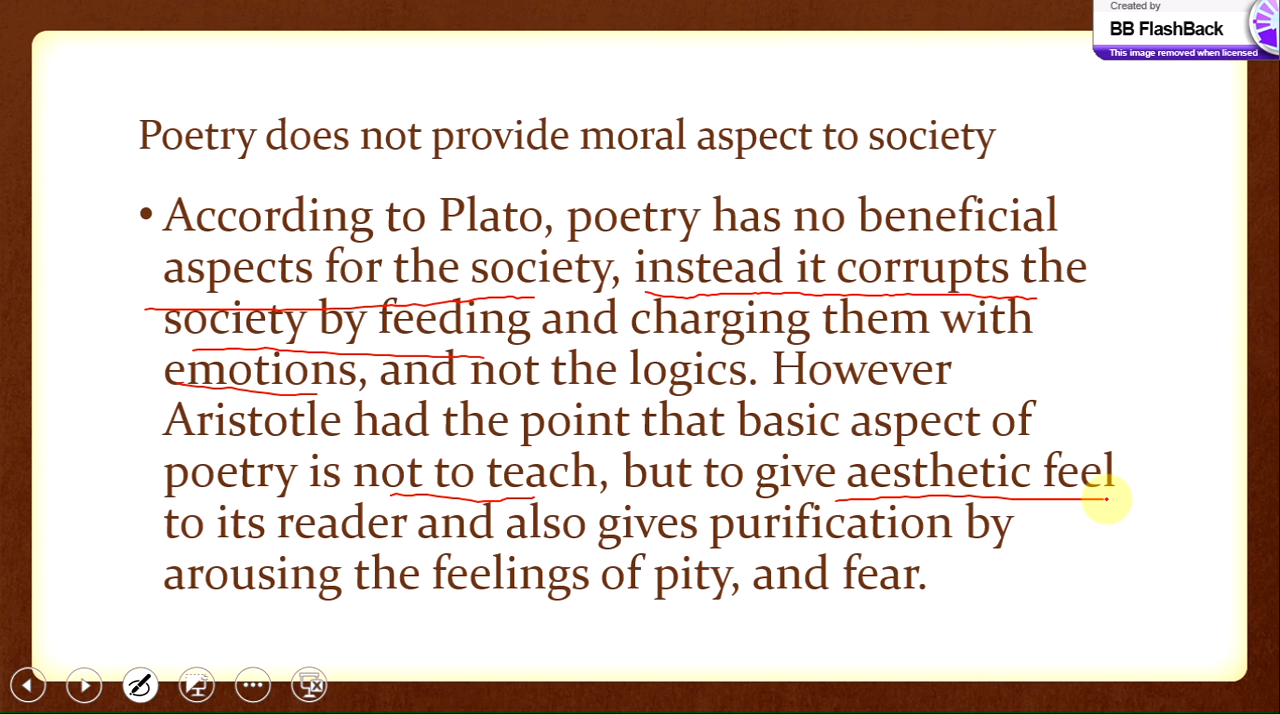 Created by
BB FlashBack
This image removed when licensed
Poetry does not provide moral aspect to society
• According to Plato, poetry has no beneficial
aspects for the society, instead it corrupts the
society by feeding and charging them with
emotions, and not the logics. However
Aristotle had the point that basic aspect of
poetry is not to teach, but to give aesthetic feel
to its reader and also gives purification by
arousing the feelings of pity, and fear.